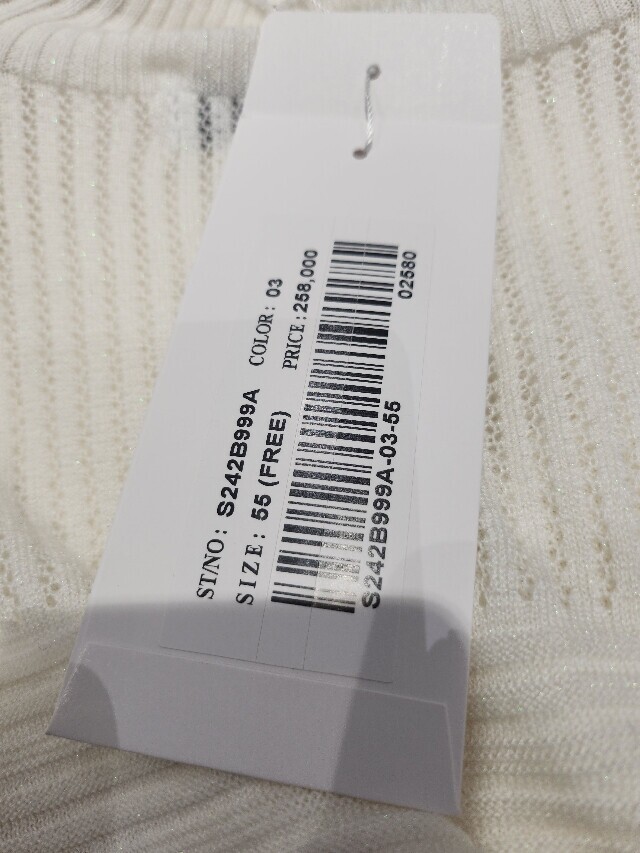 ST/NO: S242B999A COLOR: 03
SIZE: 55 (FREE) PRICE: 258,000
S242B999A-03-55 02580